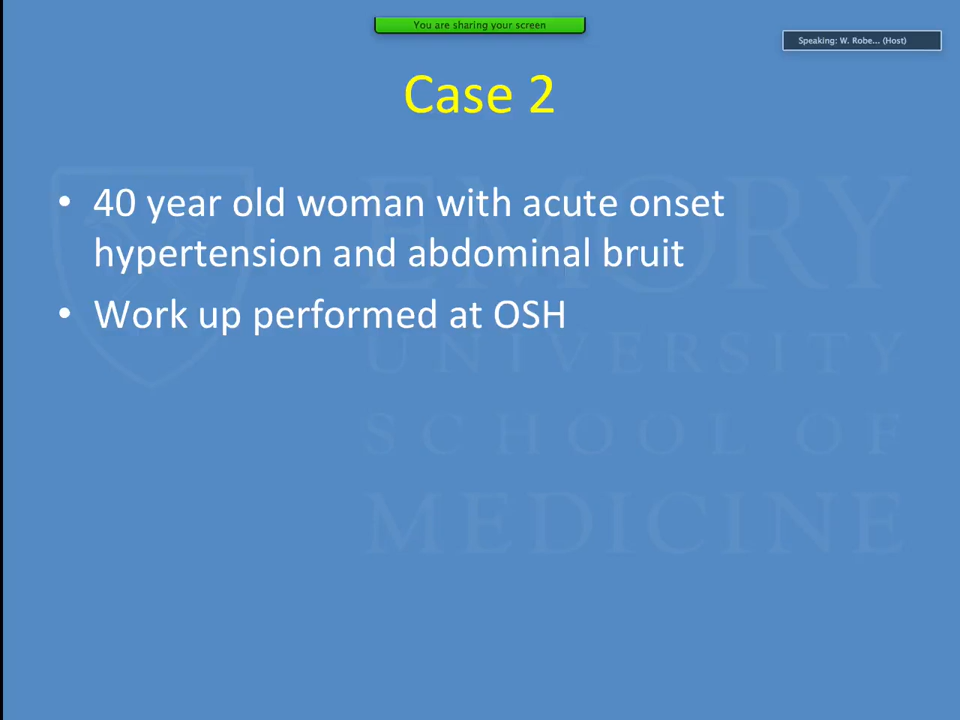 You are sharing your screen
Speaking: W. Robe... (Host)
Case 2
• 40 year old woman with acute onset
hypertension and abdominal bruit
• Work up performed at OSH
EMORY
UNIVERSITY
SCHOOL OF
MEDICINE